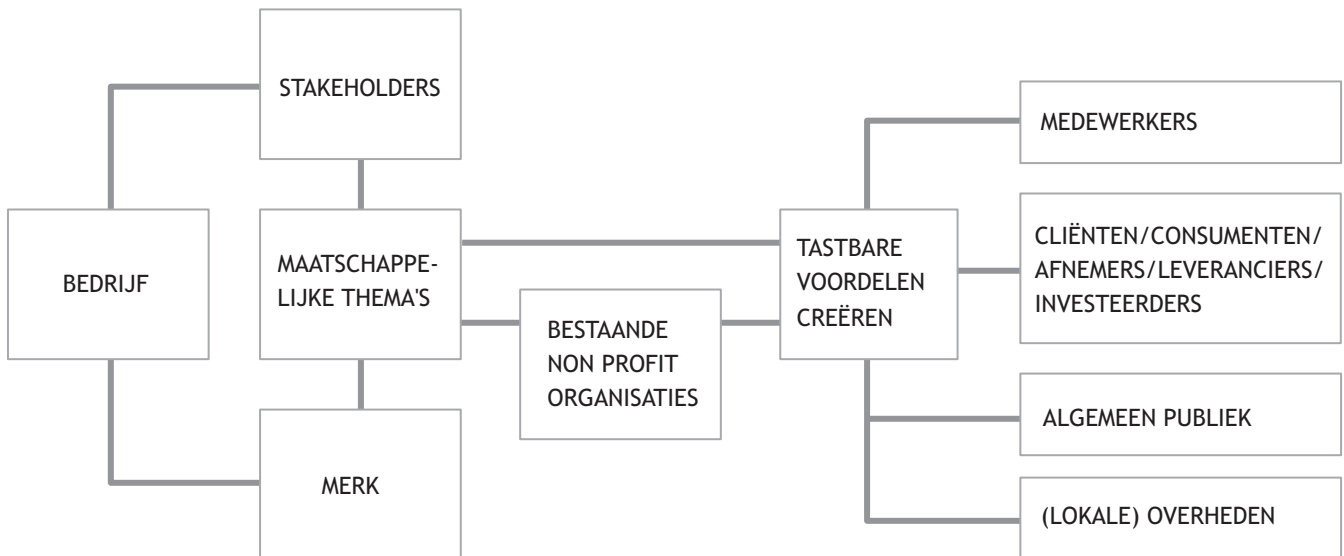 STAKEHOLDERS
BEDRIJF
MAATSCHAPPE-
LIJKE THEMA'S
MERK
BESTAANDE
NON PROFIT
ORGANISATIES
TASTBARE
VOORDELEN
CREËREN
MEDEWERKERS
CLIËNTEN/CONSUMENTEN/
AFNEMERS/LEVERANCIERS/
INVESTEERDERS
ALGEMEEN PUBLIEK
(LOKALE) OVERHEDEN